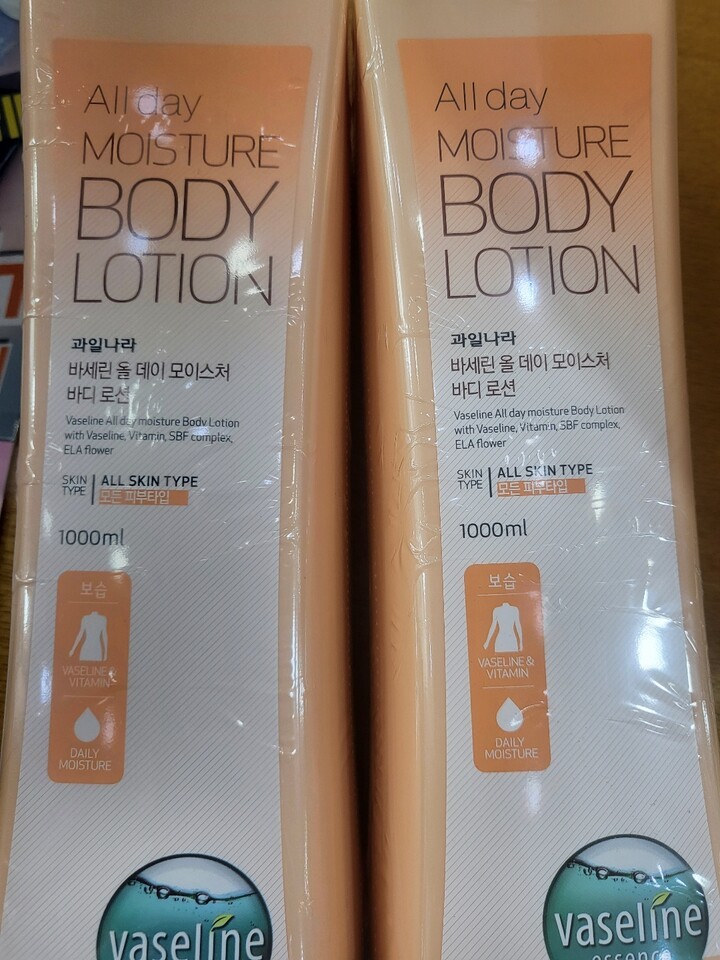 All day
MOISTURE
BODY
LOTION
과일나라
바세린 올 데이 모이스처
바디 로션
Vaseline All day moisture Body Lotion
with Vaseline, Vitamin, SBF complex,
ELA flower
SKIN
TYPE
ALL SKIN TYPE
모든 피부타입
1000ml
보습
VASELINE &
VITAMIN
DAILY
MOISTURE
vaseline
All day
MOISTURE
BODY
LOTION
과일나라
바세린 올 데이 모이스처
바디 로션
Vaseline All day moisture Body Lotion
with Vaseline, Vitamin, SBF complex,
ELA flower
SKIN
TYPE
ALL SKIN TYPE
모든 피부타입
1000ml
보습
VASELINE &
VITAMIN
DAILY
MOISTURE
vaseline
essence